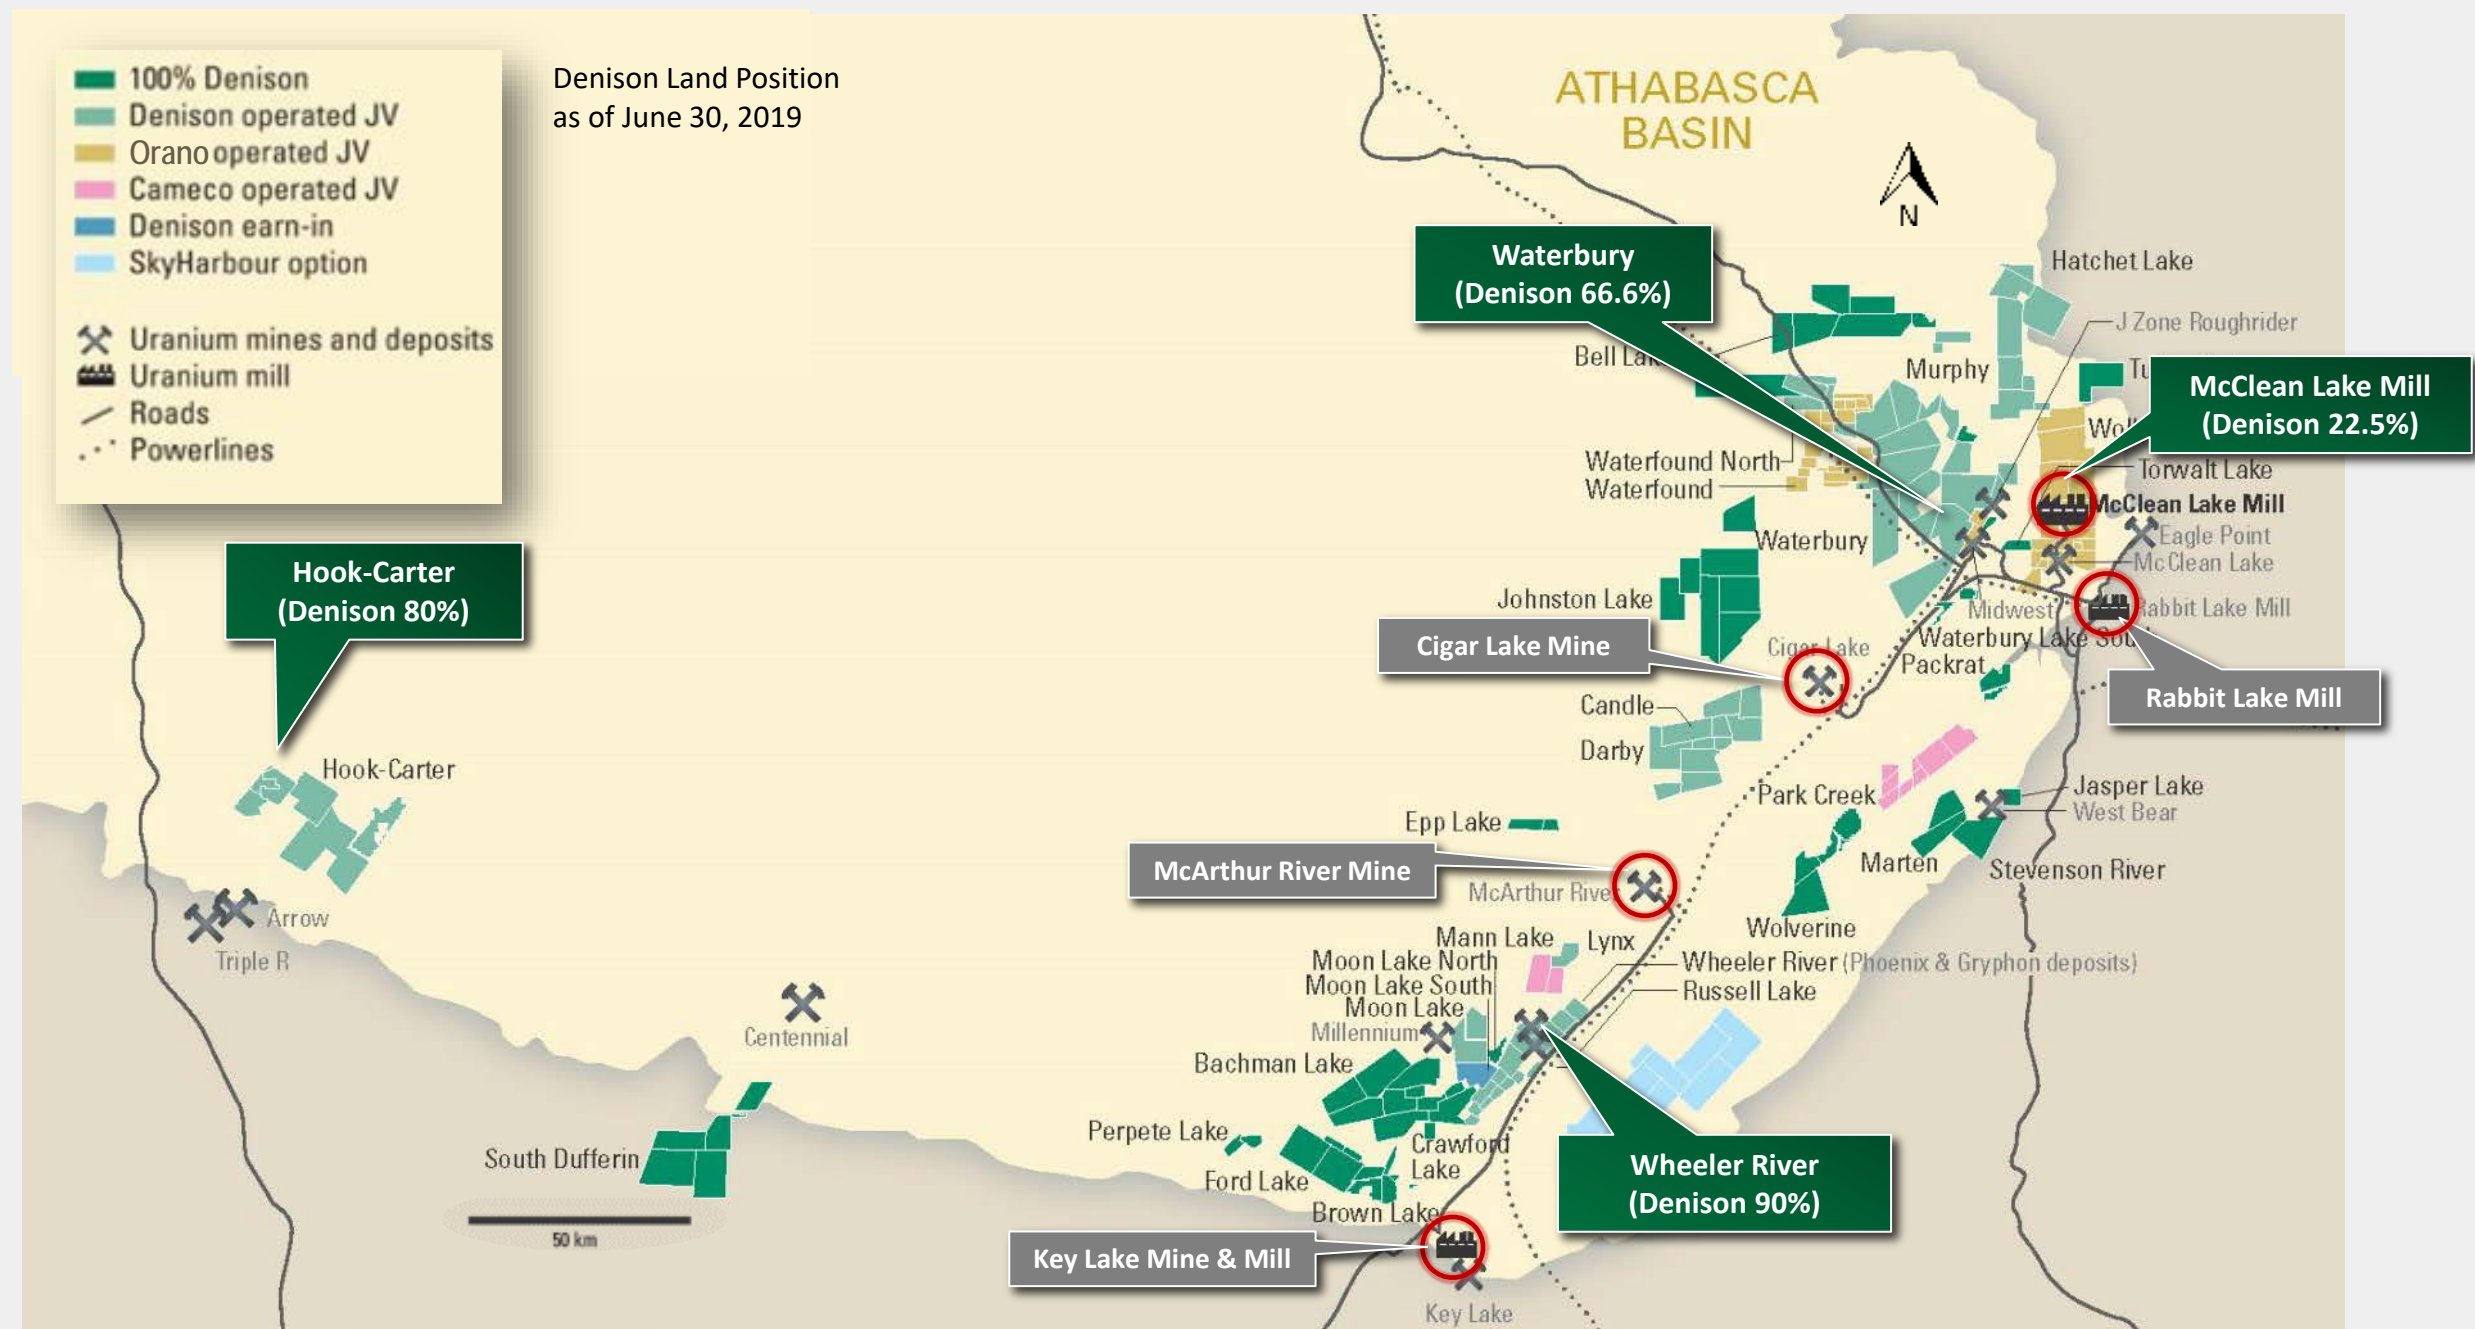 100% Denison
Denison operated JV
Orano operated JV
Cameco operated JV
Denison earn-in
SkyHarbour option
Uranium mines and deposits
Uranium mill
Roads
Powerlines
Denison Land Position
as of June 30, 2019
ATHABASCA
BASIN
N
Waterbury
(Denison 66.6%)
Hatchet Lake
J Zone Roughrider
Bell
Murphy
McClean Lake Mill
(Denison 22.5%)
Waterfound North
Waterfound
Torwalt Lake
McClean Lake Mill
Eagle Point
McClean Lake
Waterbury
Hook-Carter
(Denison 80%)
Johnston Lake
Midwest
Rabbit Lake Mill
Cigar Lake Mine
Cigar Lake
Waterbury Lake
Packrat
Rabbit Lake Mill
Candle
Darby
Hook-Carter
Park Creek
Jasper Lake
West Bear
Epp Lake
Marten
Stevenson River
McArthur River Mine
McArthur River
Wolverine
Arrow
Triple R
Mann Lake
Lynx
Moon Lake North
Wheeler River (Phoenix & Gryphon deposits)
Moon Lake South
Russell Lake
Moon Lake
Millennium
Centennial
Bachman Lake
Perpete Lake
Crawford
Lake
South Dufferin
Ford Lake
Wheeler River
(Denison 90%)
Brown Lake
50 km
Key Lake Mine & Mill
Key Lake